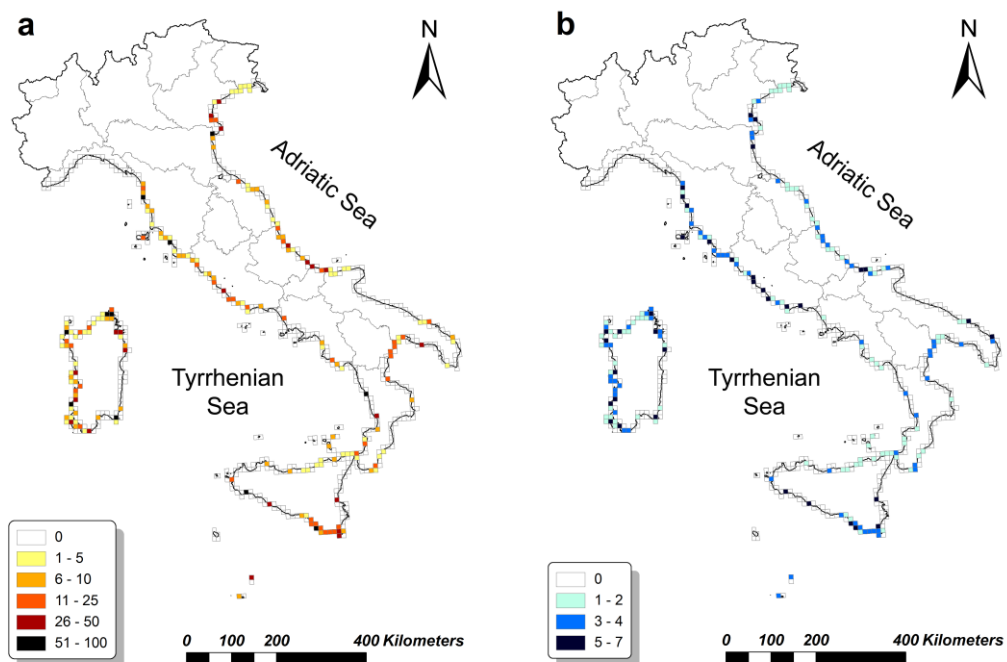 a
N
Adriatic Sea
Tyrrhenian
Sea
0
1 - 5
6 - 10
11 - 25
26 - 50
51 - 100
0 100 200 400 Kilometers
b
N
Adriatic Sea
Tyrrhenian
Sea
0
1 - 2
3 - 4
5 - 7
0 100 200 400 Kilometers